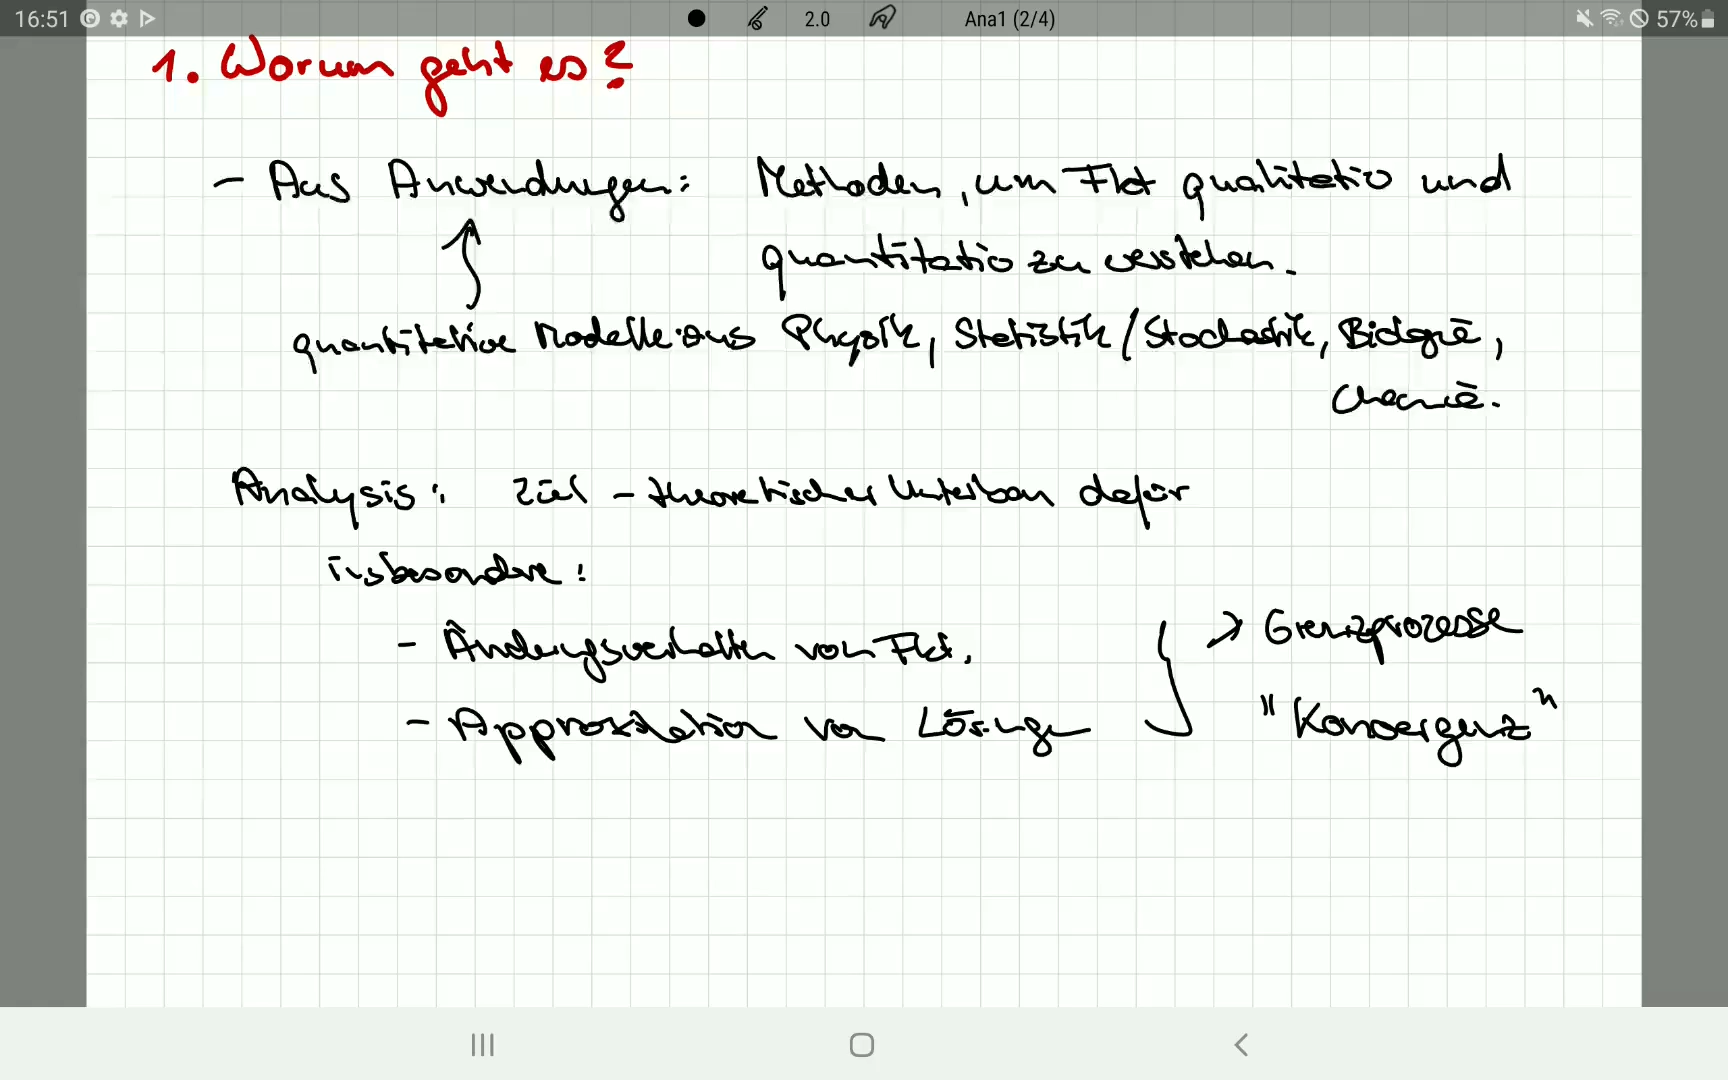 16:51 2.0 Ana1 (2/4) 57%
1. Worum geht es?
- Aus Anwendungen: Methoden, um Fkt qualitativ und
quantitativ zu verstehen.
quantitative Modelle aus Physik, Statistik/Stochastik, Biologie,
Chemie.
Analysis: Ziel - theoretischer Unterbau dafür
insbesondere:
- Änderungsverhalten von Fkt.
- Approximation von Lösungen
→ Grenzprozesse
"Konvergenz"